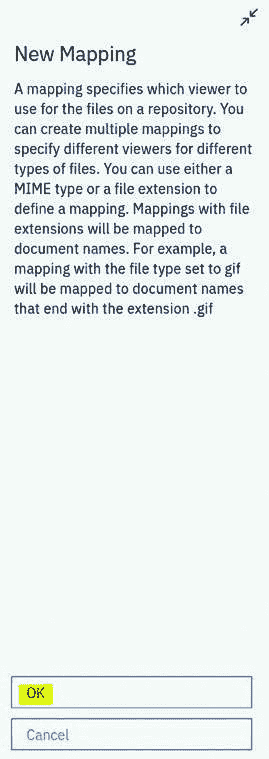 New Mapping
A mapping specifies which viewer to
use for the files on a repository. You
can create multiple mappings to
specify different viewers for different
types of files. You can use either a
MIME type or a file extension to
define a mapping. Mappings with file
extensions will be mapped to
document names. For example, a
mapping with the file type set to gif
will be mapped to document names
that end with the extension .gif
OK
Cancel